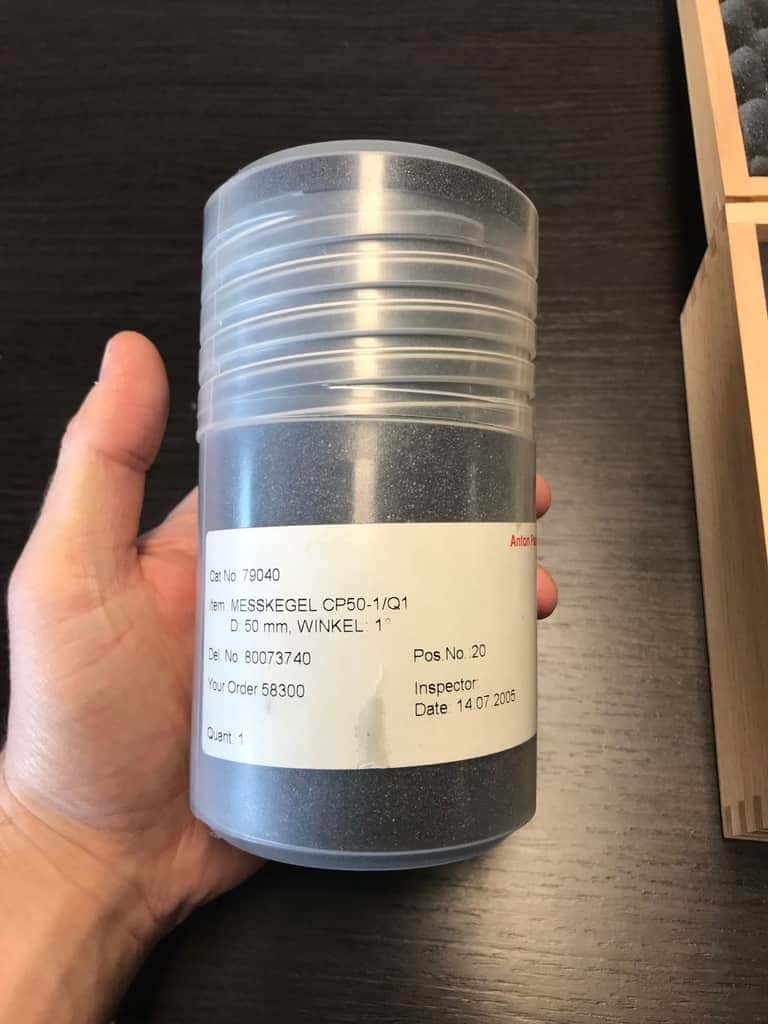 Anton Pa
Cat No. 79040
Item: MESSKEGEL CP50-1/Q1
D: 50 mm, WINKEL: 1°
Del. No. 80073740 Pos.No.:20
Your Order 58300 Inspector:
Date: 14.07.2005
Quant: 1